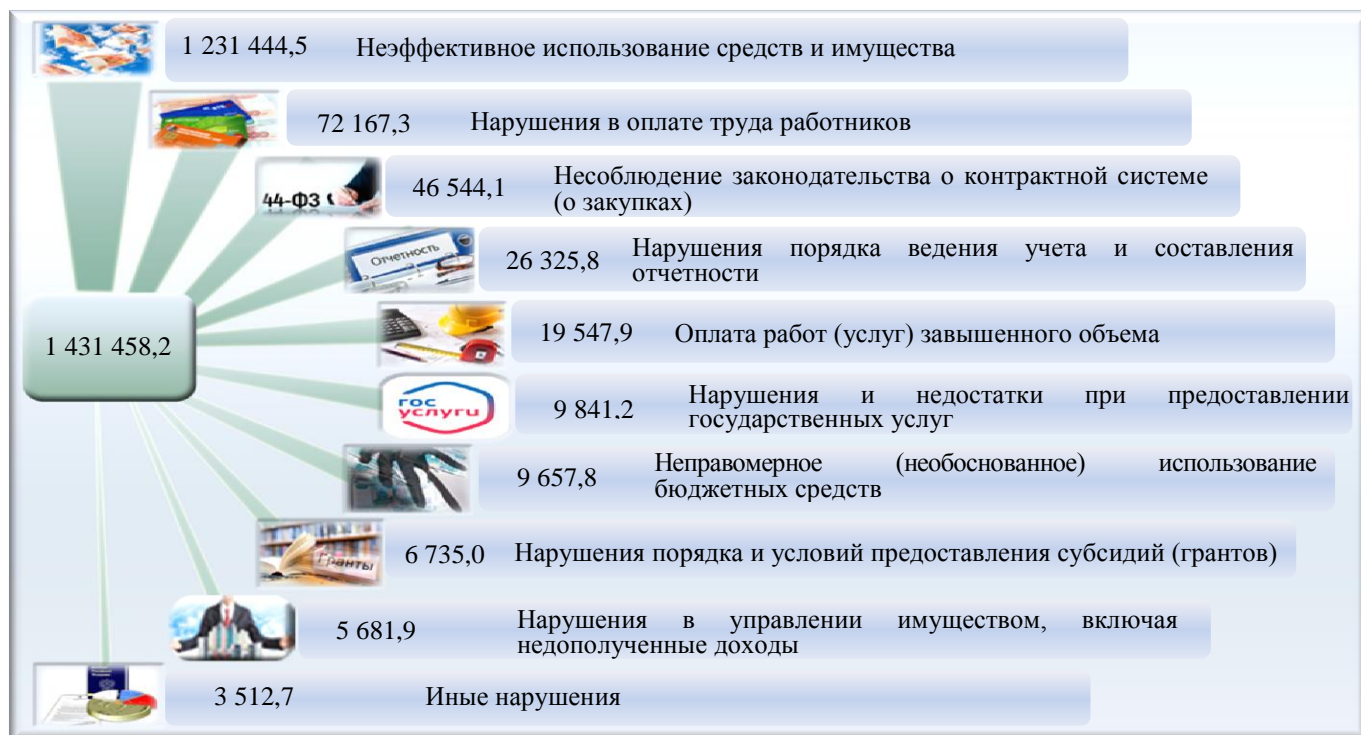 1 231 444,5 Неэффективное использование средств и имущества
72 167,3 Нарушения в оплате труда работников
44-ФЗ
46 544,1 Несоблюдение законодательства о контрактной системе
(о закупках)
Отчетность
26 325,8 Нарушения порядка ведения учета и составления
отчетности
1 431 458,2
19 547,9 Оплата работ (услуг) завышенного объема
гос
услуги
9 841,2 Нарушения и недостатки при предоставлении
государственных услуг
9 657,8 Неправомерное (необоснованное) использование
бюджетных средств
Гранты
6 735,0 Нарушения порядка и условий предоставления субсидий (грантов)
5 681,9 Нарушения в управлении имуществом, включая
недополученные доходы
3 512,7 Иные нарушения